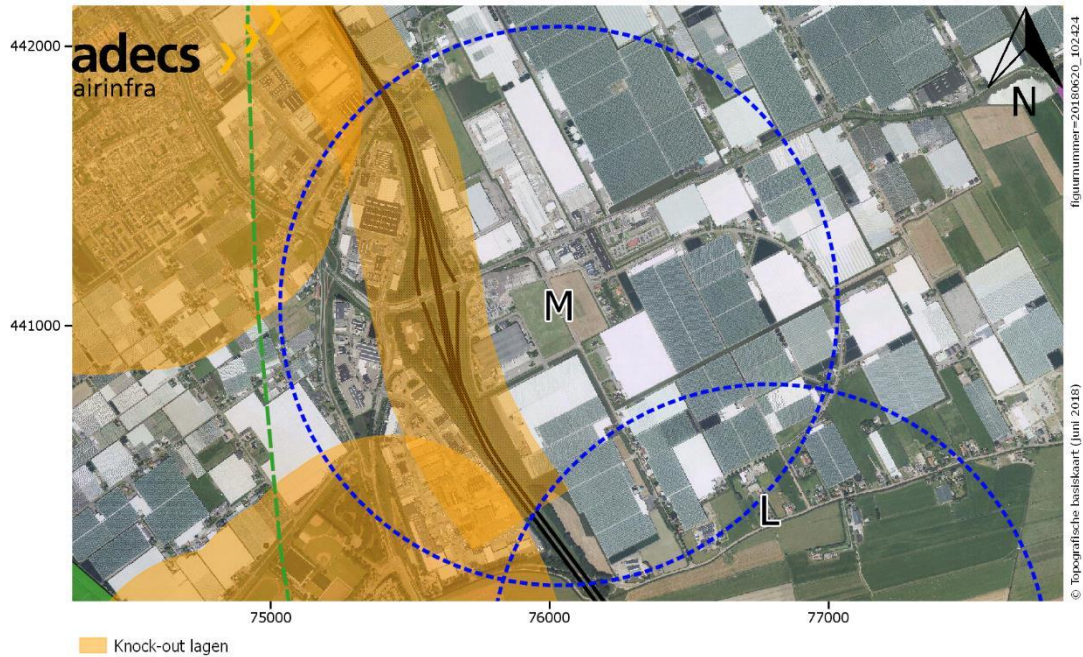 442000
adecs
airinfra
N
figuurnummer=20180620_102424
441000
M
L
© Topografische basiskaart (juni 2018)
75000
76000
77000
Knock-out lagen